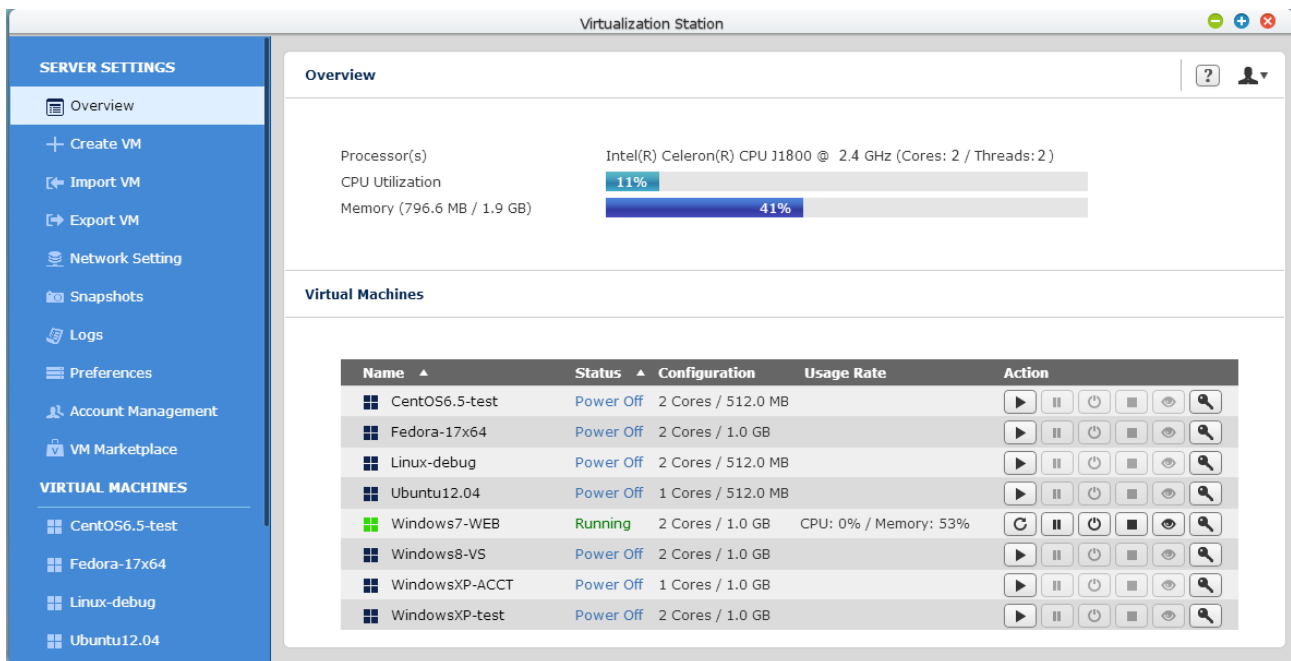 Virtualization Station
SERVER SETTINGS
Overview
Create VM
Import VM
Export VM
Network Setting
Snapshots
Logs
Preferences
Account Management
VM Marketplace
VIRTUAL MACHINES
CentOS6.5-test
Fedora-17x64
Linux-debug
Ubuntu12.04
Overview
?
Processor(s) Intel(R) Celeron(R) CPU J1800 @ 2.4 GHz (Cores: 2 / Threads: 2 )
CPU Utilization 11%
Memory (796.6 MB / 1.9 GB) 41%
Virtual Machines
Name ▲ Status ▲ Configuration Usage Rate Action
CentOS6.5-test Power Off 2 Cores / 512.0 MB
Fedora-17x64 Power Off 2 Cores / 1.0 GB
Linux-debug Power Off 2 Cores / 512.0 MB
Ubuntu12.04 Power Off 1 Cores / 512.0 MB
Windows7-WEB Running 2 Cores / 1.0 GB CPU: 0% / Memory: 53%
Windows8-VS Power Off 2 Cores / 1.0 GB
WindowsXP-ACCT Power Off 1 Cores / 1.0 GB
WindowsXP-test Power Off 2 Cores / 1.0 GB